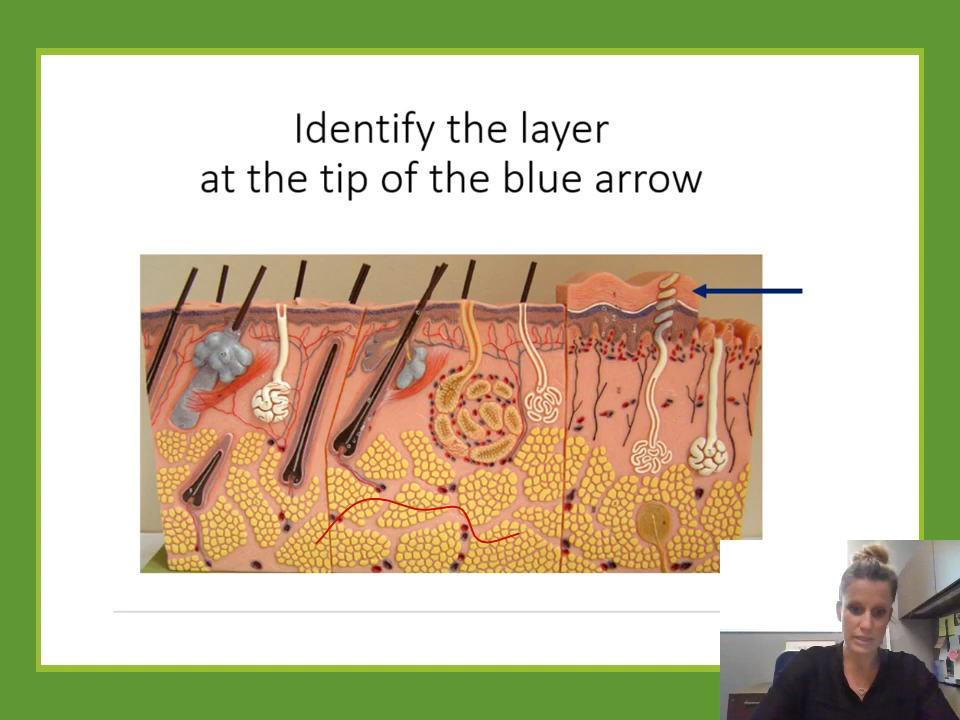 Identify the layer
at the tip of the blue arrow